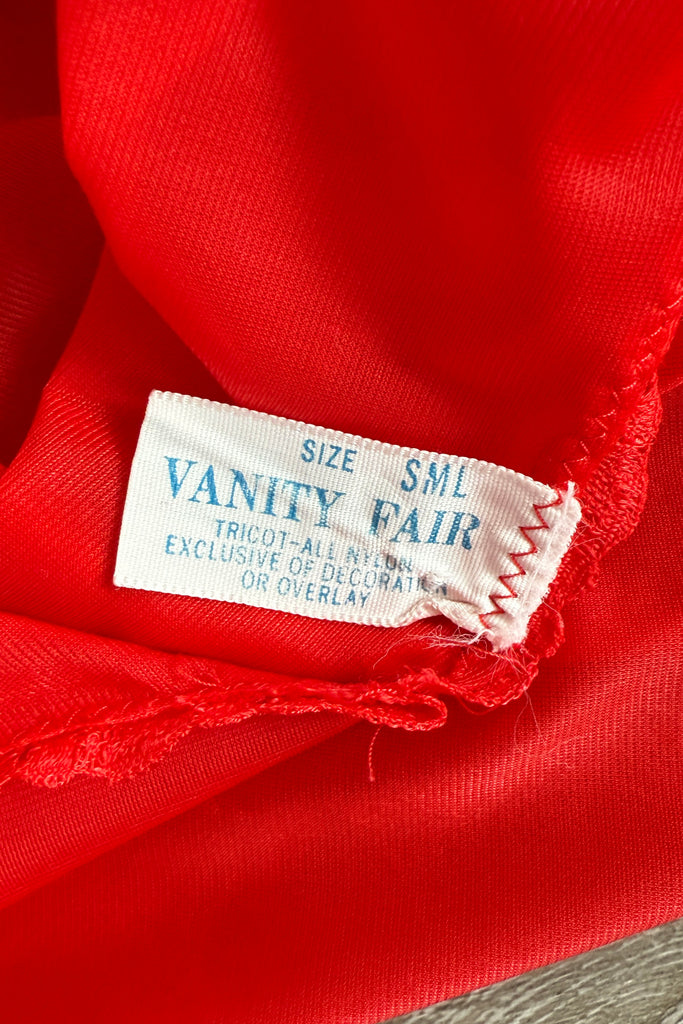 SIZE SML
VANITY FAIR
TRICOT-ALL NYLON
EXCLUSIVE OF DECORATION
OR OVERLAY